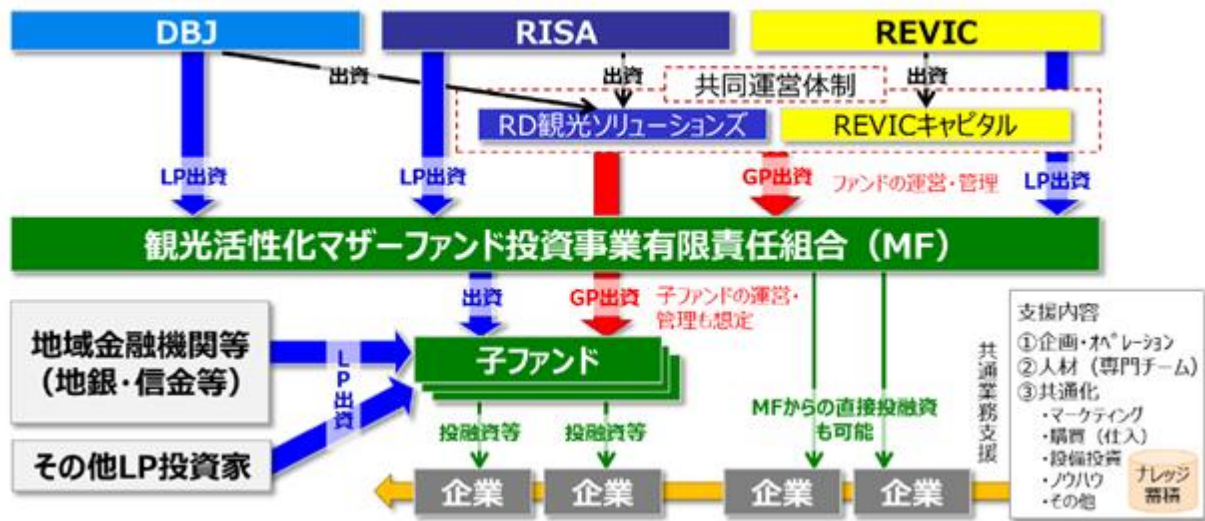 DBJ
RISA
REVIC
出資
出資
出資
共同運営体制
RD観光ソリューションズ
REVICキャピタル
LP出資
LP出資
GP出資
ファンドの運営・管理
LP出資
観光活性化マザーファンド投資事業有限責任組合（MF）
出資
GP出資
子ファンドの運営・
管理も想定
地域金融機関等
（地銀・信金等）
LP出資
子ファンド
その他LP投資家
投融資等
投融資等
MFからの直接投融資
も可能
共通業務支援
支援内容
①企画・ｵﾍﾟﾚｰｼｮﾝ
②人材（専門チーム）
③共通化
・マーケティング
・購買（仕入）
・設備投資
・ノウハウ
・その他
ナレッジ
蓄積
企業
企業
企業
企業